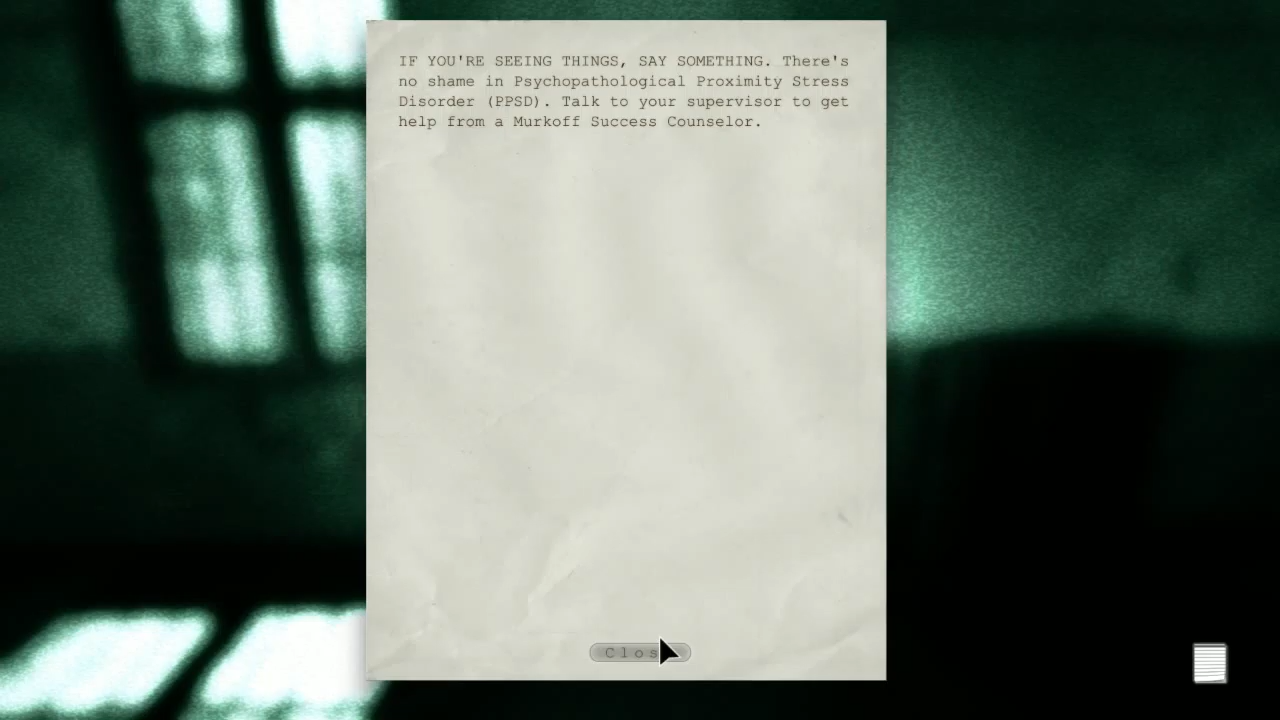 IF YOU'RE SEEING THINGS, SAY SOMETHING. There's
no shame in Psychopathological Proximity Stress
Disorder (PPSD). Talk to your supervisor to get
help from a Murkoff Success Counselor.
Clos